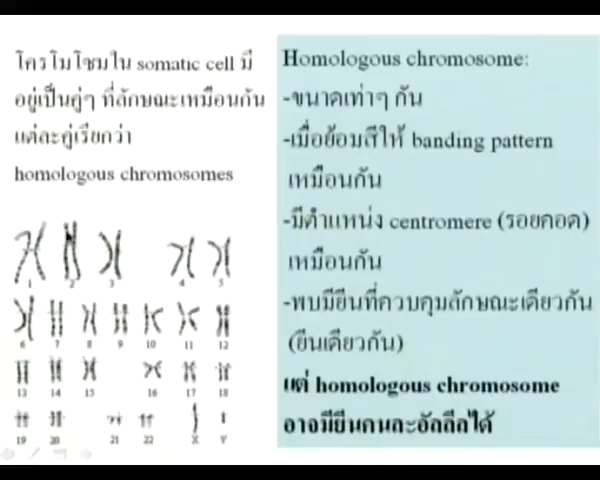 โครโมโซมใน somatic cell มี
อยู่เป็นคู่ๆ ที่ลักษณะเหมือนกัน
แต่ละคู่เรียกว่า
homologous chromosomes
1 2 3 4 5
6 7 8 9 10 11 12
13 14 15 16 17 18
19 20 21 22 X Y
Homologous chromosome:
-ขนาดเท่าๆ กัน
-เมื่อย้อมสีให้ banding pattern
เหมือนกัน
-มีตำแหน่ง centromere (รอยคอด)
เหมือนกัน
-พบมียีนที่ควบคุมลักษณะเดียวกัน
(ยีนเดียวกัน)
แต่ homologous chromosome
อาจมียีนคนละอัลลีลได้